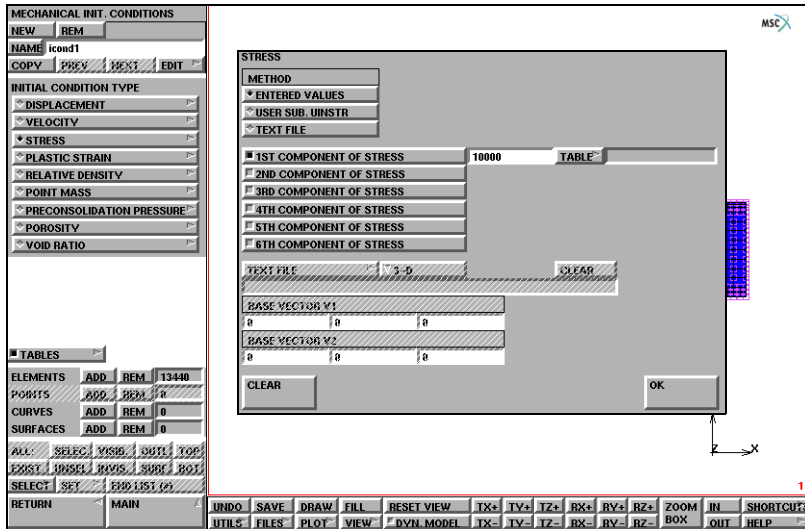 MECHANICAL INIT. CONDITIONS
NEW REM
NAME icond1
COPY PREV NEXT EDIT
INITIAL CONDITION TYPE
DISPLACEMENT
VELOCITY
STRESS
PLASTIC STRAIN
RELATIVE DENSITY
POINT MASS
PRECONSOLIDATION PRESSURE
POROSITY
VOID RATIO
TABLES
ELEMENTS ADD REM 13440
POINTS ADD REM 0
CURVES ADD REM 0
SURFACES ADD REM 0
ALL: SELEC. VISIB. OUTL. TOP
EXIST. UNSEL. INVIS. SURF. BOT.
SELECT SET END LIST (#)
RETURN MAIN
MSC
STRESS
METHOD
ENTERED VALUES
USER SUB. UINSTR
TEXT FILE
1ST COMPONENT OF STRESS 10000 TABLE
2ND COMPONENT OF STRESS
3RD COMPONENT OF STRESS
4TH COMPONENT OF STRESS
5TH COMPONENT OF STRESS
6TH COMPONENT OF STRESS
TEXT FILE 3-D CLEAR
BASE VECTOR V1
0 0 0
BASE VECTOR V2
0 0 0
CLEAR OK
Z X
1
UNDO SAVE DRAW FILL RESET VIEW TX+ TY+ TZ+ RX+ RY+ RZ+ ZOOM BOX IN SHORTCUTS
UTILS FILES PLOT VIEW DYN. MODEL TX- TY- TZ- RX- RY- RZ- OUT HELP